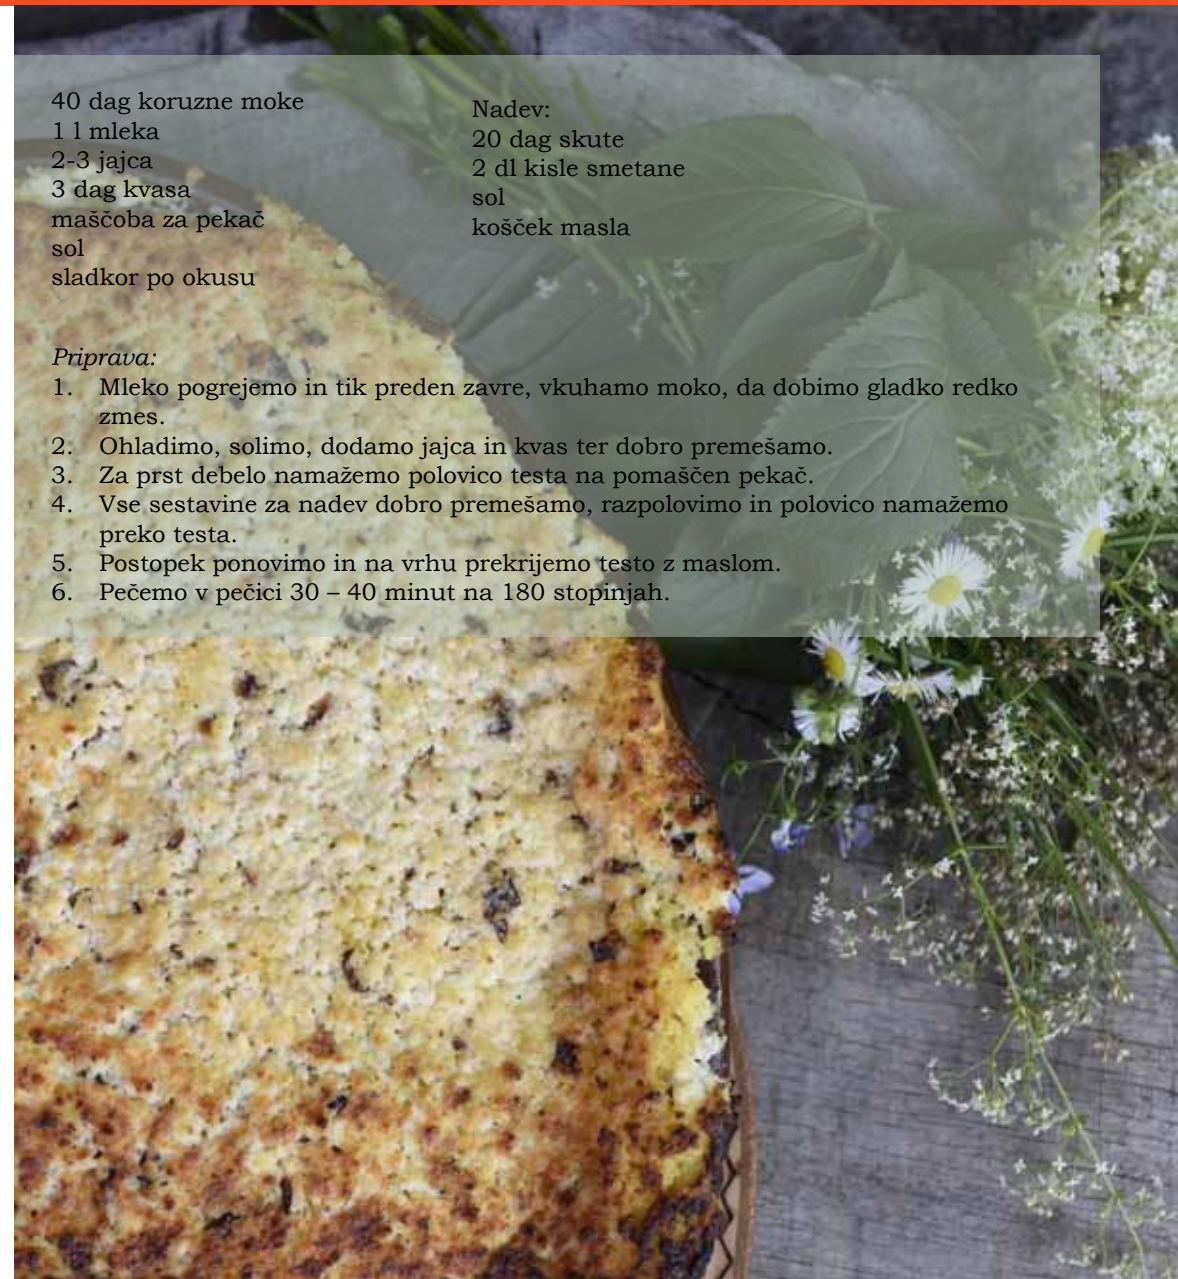 40 dag koruzne moke
1 l mleka
2-3 jajca
3 dag kvasa
maščoba za pekač
sol
sladkor po okusu
Nadev:
20 dag skute
2 dl kisle smetane
sol
košček masla
Priprava:
1. Mleko pogrejemo in tik preden zavre, vkuhamo moko, da dobimo gladko redko
zmes.
2. Ohladimo, solimo, dodamo jajca in kvas ter dobro premešamo.
3. Za prst debelo namažemo polovico testa na pomaščen pekač.
4. Vse sestavine za nadev dobro premešamo, razpolovimo in polovico namažemo
preko testa.
5. Postopek ponovimo in na vrhu prekrijemo testo z maslom.
6. Pečemo v pečici 30 – 40 minut na 180 stopinjah.